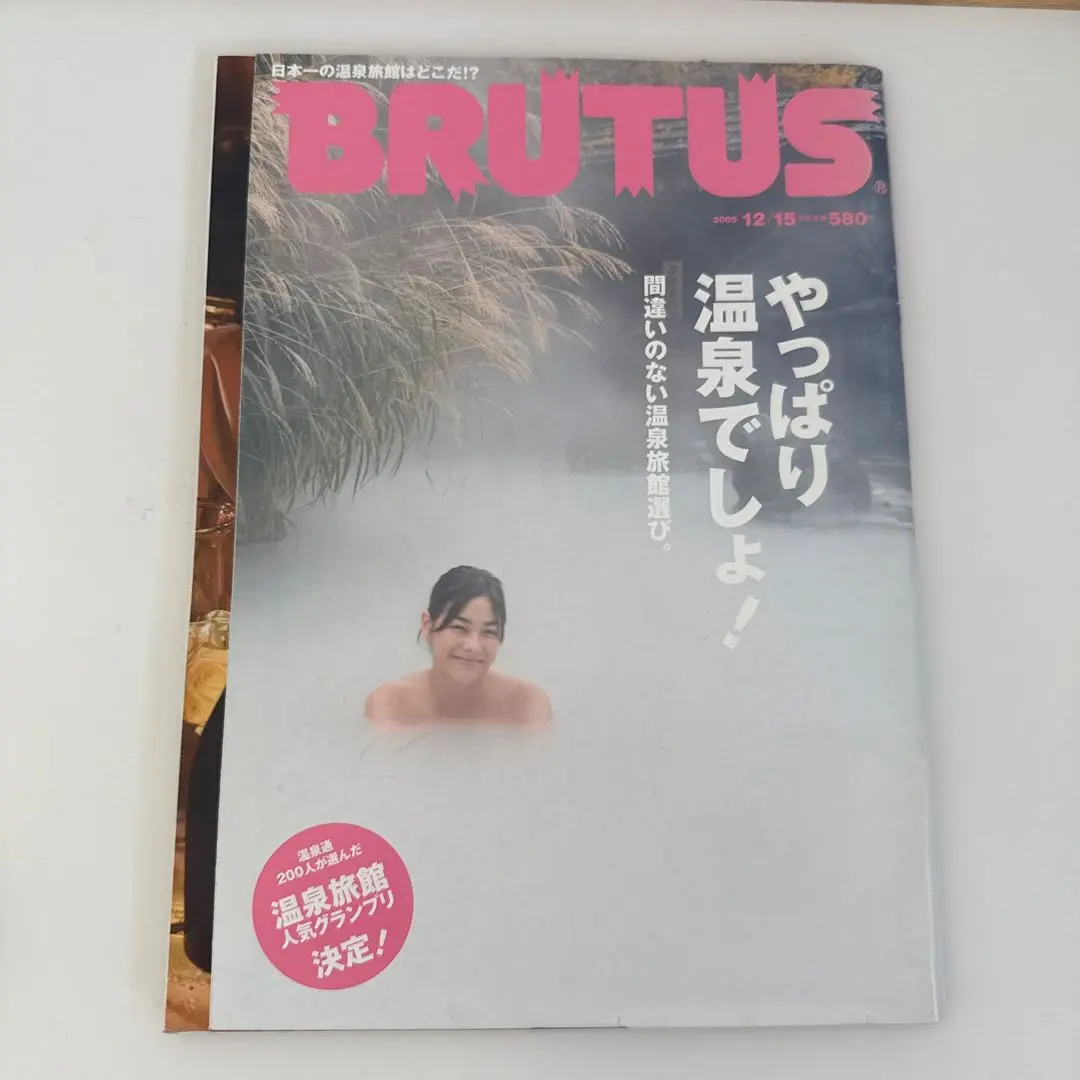 日本一の温泉旅館はどこだ!?
BRUTUS
2005 12/15 580
やっぱり
温泉でしょ！
間違いのない温泉旅館選び。
温泉通
200人が選んだ
温泉旅館
人気グランプリ
決定！